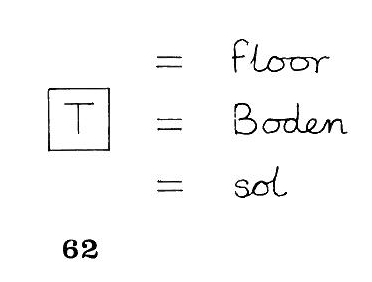 = floor
T = Boden
= sol
62